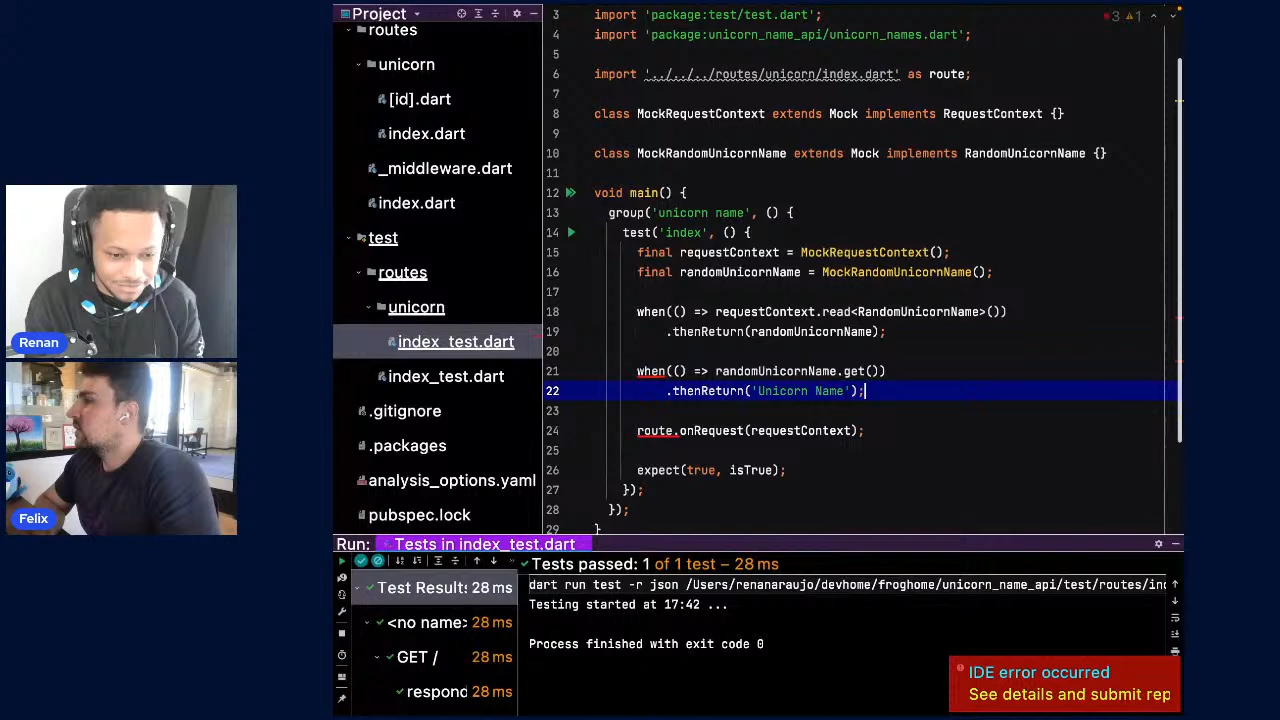 Project
routes
unicorn
[id].dart
index.dart
_middleware.dart
index.dart
test
routes
unicorn
index_test.dart
index_test.dart
.gitignore
.packages
analysis_options.yaml
pubspec.lock
3 import 'package:test/test.dart';
4 import 'package:unicorn_name_api/unicorn_names.dart';
5
6 import '../../../routes/unicorn/index.dart' as route;
7
8 class MockRequestContext extends Mock implements RequestContext {}
9
10 class MockRandomUnicornName extends Mock implements RandomUnicornName {}
11
12 void main() {
13 group('unicorn name', () {
14 test('index', () {
15 final requestContext = MockRequestContext();
16 final randomUnicornName = MockRandomUnicornName();
17
18 when(() => requestContext.read<RandomUnicornName>())
19 .thenReturn(randomUnicornName);
20
21 when(() => randomUnicornName.get())
22 .thenReturn('Unicorn Name');
23
24 route.onRequest(requestContext);
25
26 expect(true, isTrue);
27 });
28 });
29 }
3 1
Renan
Felix
Run: Tests in index_test.dart
Tests passed: 1 of 1 test – 28 ms
Test Result: 28 ms
<no name> 28 ms
GET / 28 ms
respond 28 ms
dart run test -r json /Users/renanaraujo/devhome/froghome/unicorn_name_api/test/routes/in
Testing started at 17:42 ...
Process finished with exit code 0
IDE error occurred
See details and submit rep